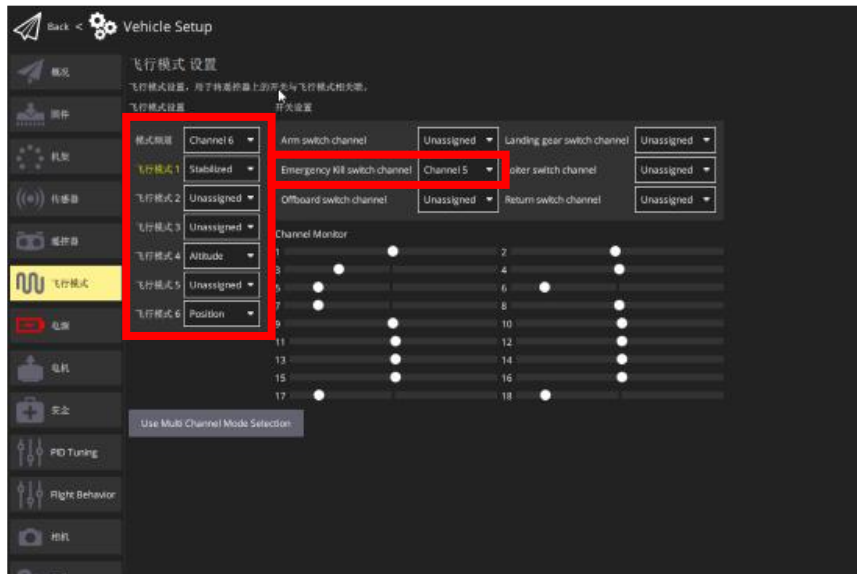 Back < Vehicle Setup
飞行模式 设置
飞行模式设置，用于将遥控器上的开关与飞行模式相关联。
飞行模式设置 开关设置
模式频道 Channel 6
飞行模式 1 Stabilized
飞行模式 2 Unassigned
飞行模式 3 Unassigned
飞行模式 4 Altitude
飞行模式 5 Unassigned
飞行模式 6 Position
Arm switch channel Unassigned Landing gear switch channel Unassigned
Emergency Kill switch channel Channel 5 oiter switch channel Unassigned
Offboard switch channel Unassigned Return switch channel Unassigned
Channel Monitor
1 2
3 4
5 6
7 8
9 10
11 12
13 14
15 16
17 18
Use Multi Channel Mode Selection
概况
固件
机架
传感器
遥控器
飞行模式
电源
电机
安全
PID Tuning
Flight Behavior
相机